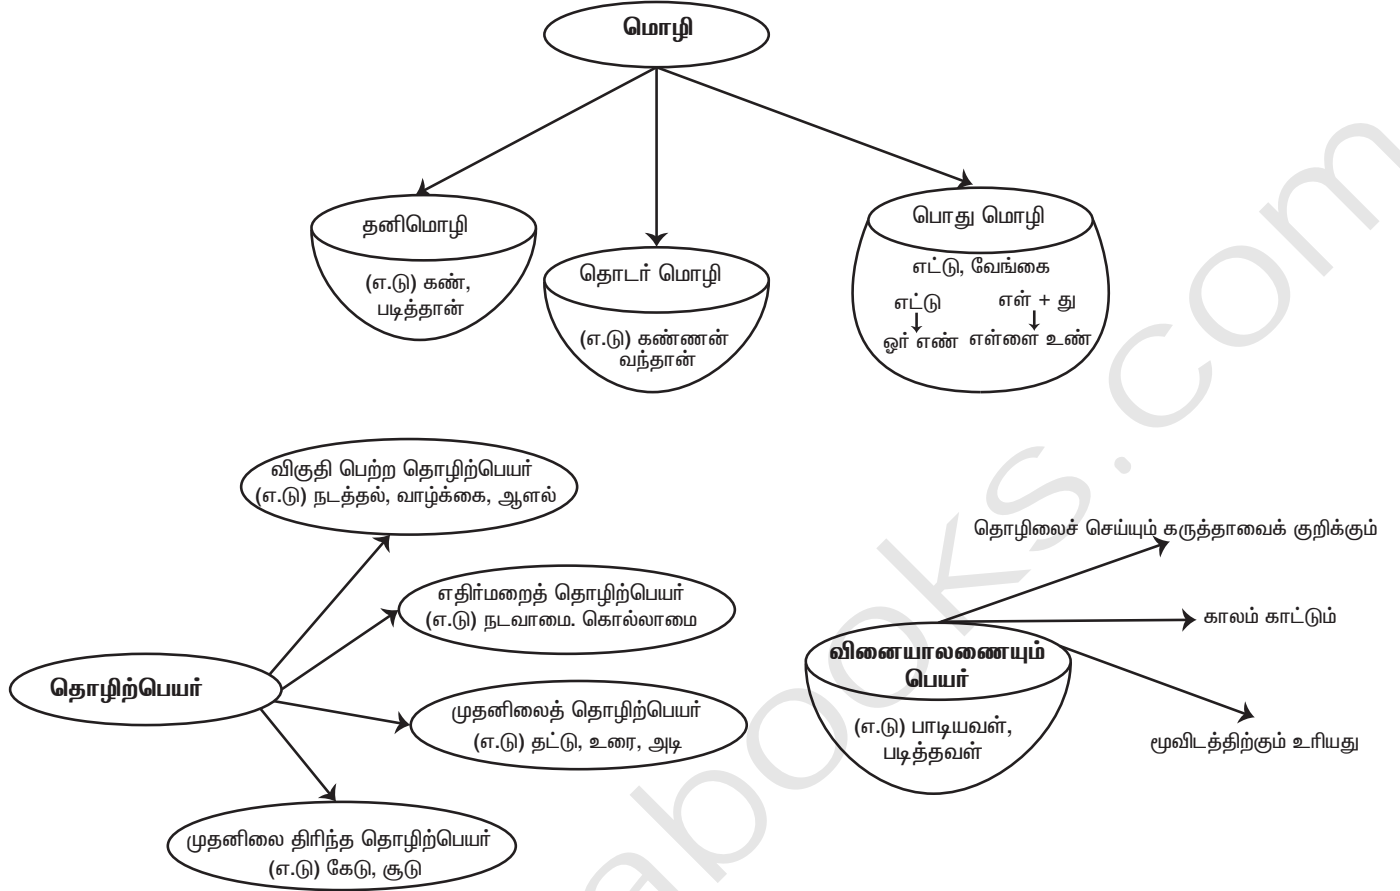 மொழி
தனிமொழி
(எ.டு) கண்,
படித்தான்
தொடர் மொழி
(எ.டு) கண்ணன்
வந்தான்
பொது மொழி
எட்டு, வேங்கை
எட்டு
ஓர் எண்
எள் + து
எள்ளை உண்
தொழிற்பெயர்
விகுதி பெற்ற தொழிற்பெயர்
(எ.டு) நடத்தல், வாழ்க்கை, ஆளல்
எதிர்மறைத் தொழிற்பெயர்
(எ.டு) நடவாமை. கொல்லாமை
முதனிலைத் தொழிற்பெயர்
(எ.டு) தட்டு, உரை, அடி
முதனிலை திரிந்த தொழிற்பெயர்
(எ.டு) கேடு, சூடு
வினையாலணையும்
பெயர்
(எ.டு) பாடியவள்,
படித்தவள்
தொழிலைச் செய்யும் கருத்தாவைக் குறிக்கும்
காலம் காட்டும்
மூவிடத்திற்கும் உரியது
abooks.com